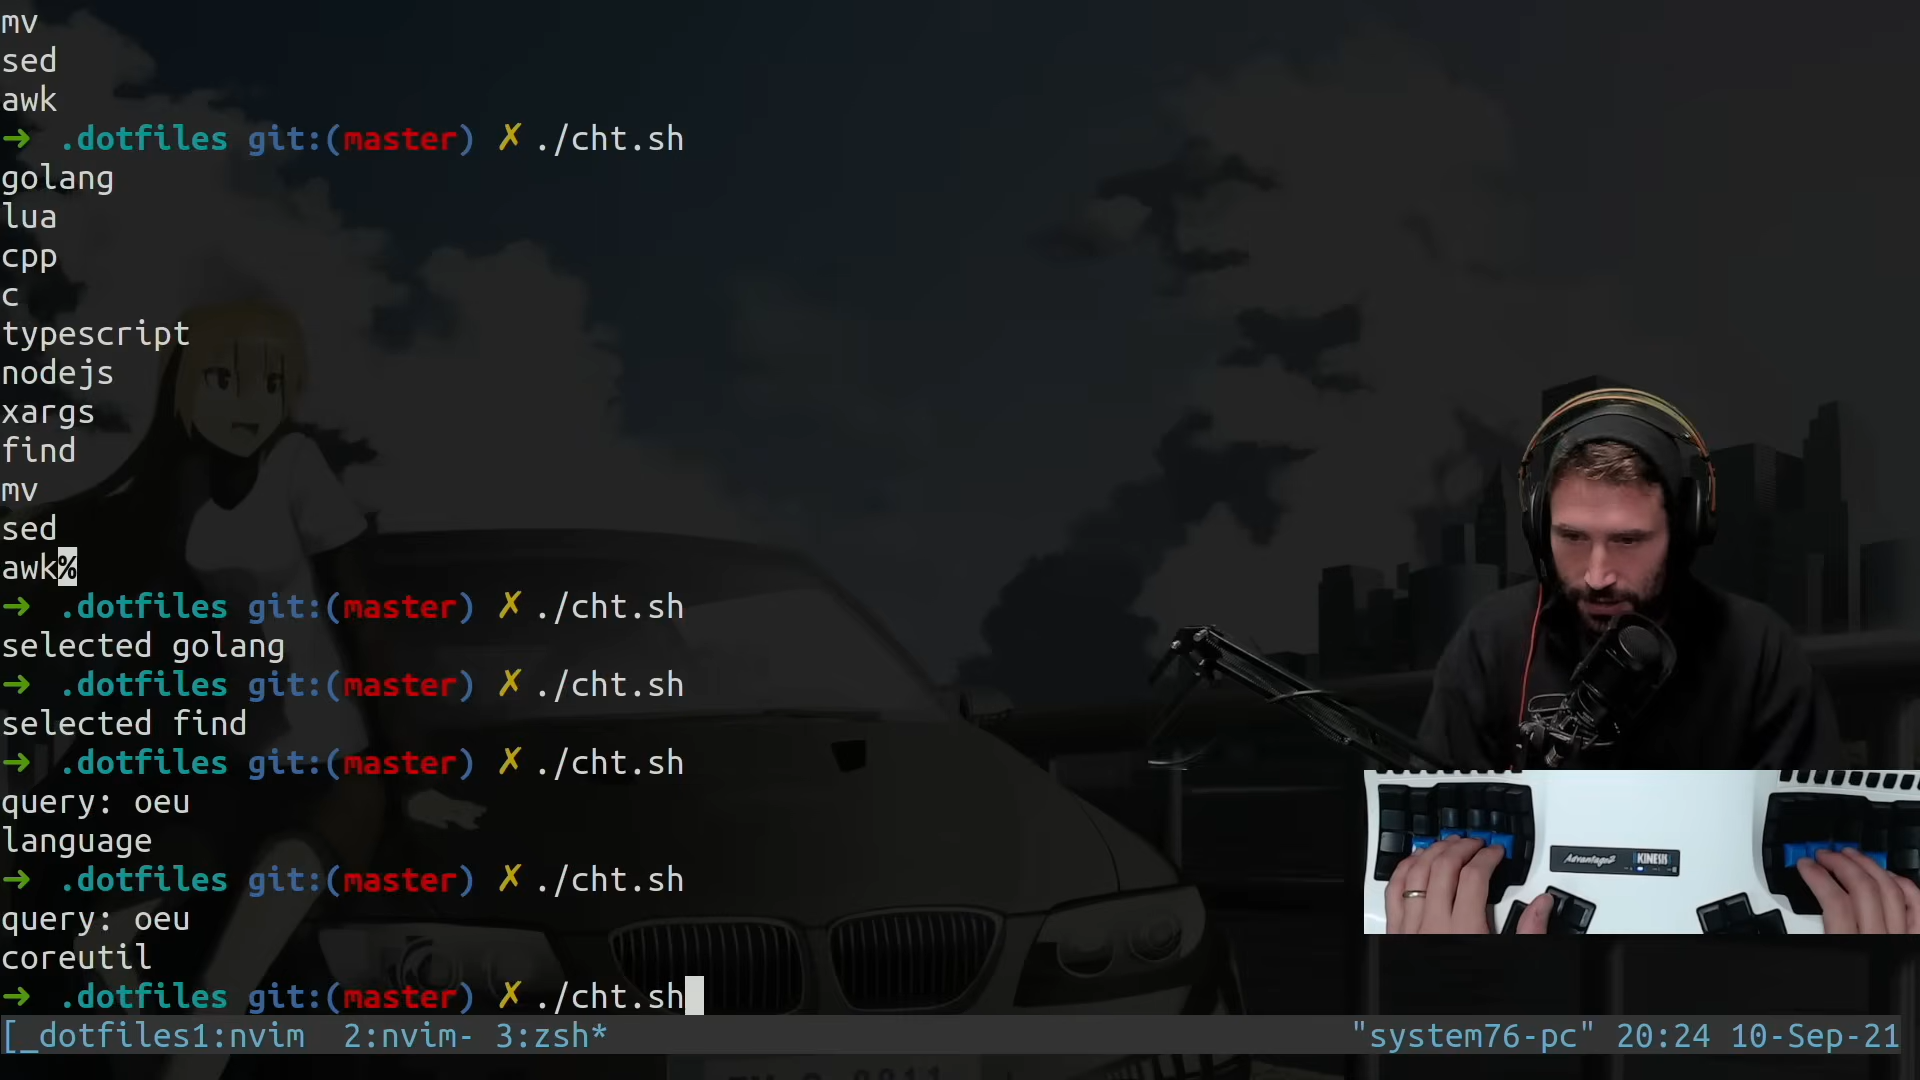 mv
sed
awk
➜ .dotfiles git:(master) ✗ ./cht.sh
golang
lua
cpp
c
typescript
nodejs
xargs
find
mv
sed
awk%
➜ .dotfiles git:(master) ✗ ./cht.sh
selected golang
➜ .dotfiles git:(master) ✗ ./cht.sh
selected find
➜ .dotfiles git:(master) ✗ ./cht.sh
query: oeu
language
➜ .dotfiles git:(master) ✗ ./cht.sh
query: oeu
coreutil
➜ .dotfiles git:(master) ✗ ./cht.sh
[_dotfiles1:nvim 2:nvim- 3:zsh* "system76-pc" 20:24 10-Sep-21
Advantage2 KINESIS